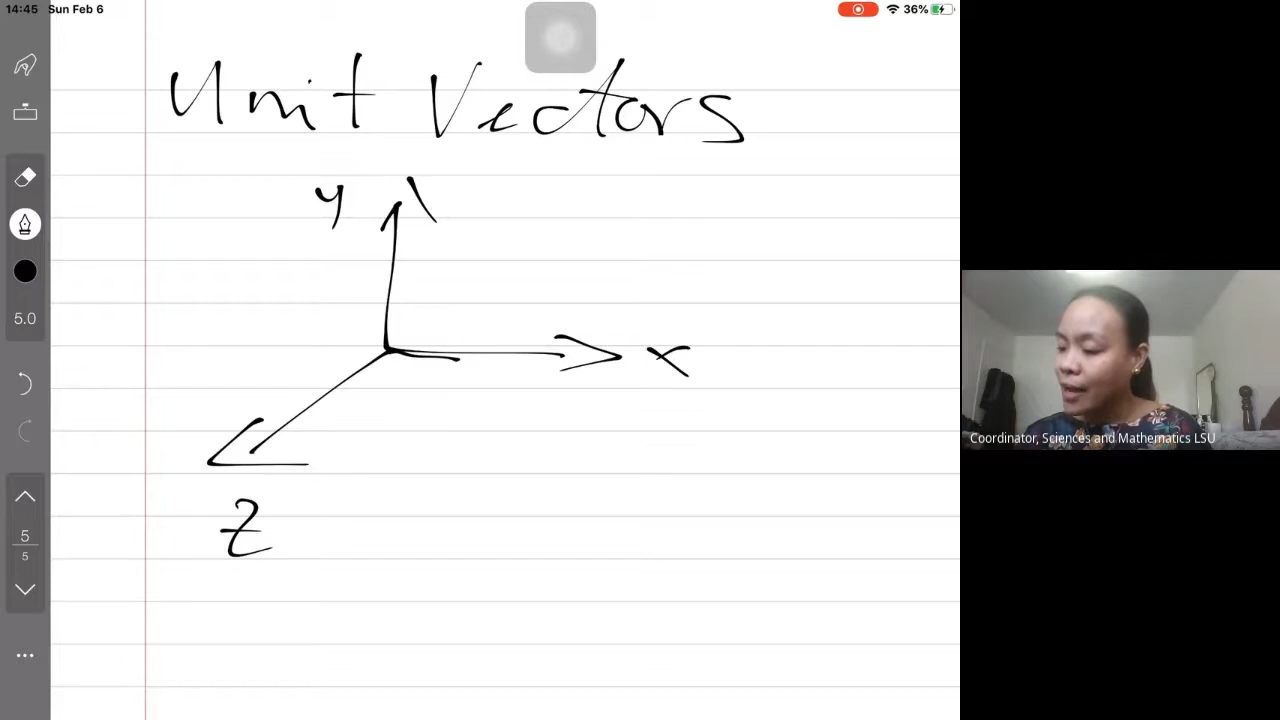 14:45 Sun Feb 6
36%
Unit Vectors
y
x
z
5.0
5
5
Coordinator, Sciences and Mathematics LSU